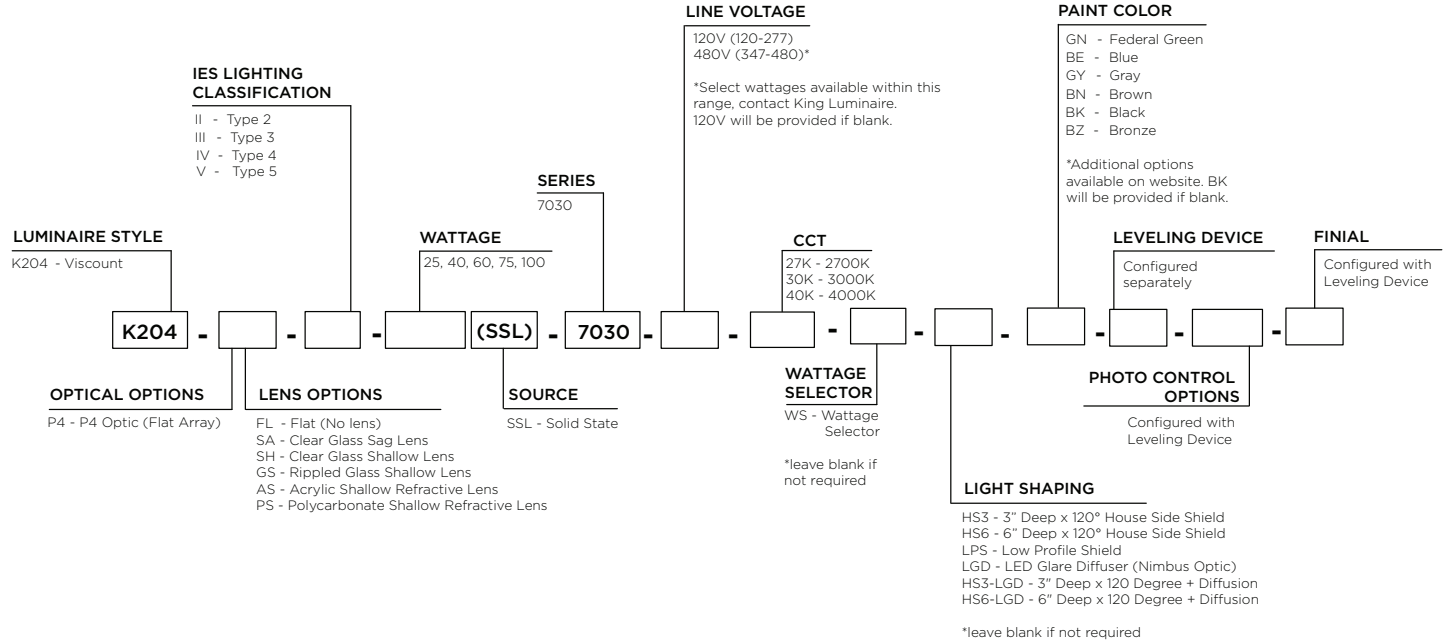 LINE VOLTAGE
120V (120-277)
480V (347-480)*
*Select wattages available within this
range, contact King Luminaire.
120V will be provided if blank.
PAINT COLOR
GN - Federal Green
BE - Blue
GY - Gray
BN - Brown
BK - Black
BZ - Bronze
*Additional options
available on website. BK
will be provided if blank.
IES LIGHTING
CLASSIFICATION
II - Type 2
III - Type 3
IV - Type 4
V - Type 5
SERIES
7030
LUMINAIRE STYLE
K204 - Viscount
WATTAGE
25, 40, 60, 75, 100
CCT
27K - 2700K
30K - 3000K
40K - 4000K
LEVELING DEVICE
Configured
separately
FINIAL
Configured with
Leveling Device
K204 - - - (SSL) - 7030 - - - - - - - -
OPTICAL OPTIONS
P4 - P4 Optic (Flat Array)
LENS OPTIONS
FL - Flat (No lens)
SA - Clear Glass Sag Lens
SH - Clear Glass Shallow Lens
GS - Rippled Glass Shallow Lens
AS - Acrylic Shallow Refractive Lens
PS - Polycarbonate Shallow Refractive Lens
SOURCE
SSL - Solid State
WATTAGE
SELECTOR
WS - Wattage
Selector
*leave blank if
not required
PHOTO CONTROL
OPTIONS
Configured with
Leveling Device
LIGHT SHAPING
HS3 - 3" Deep x 120° House Side Shield
HS6 - 6" Deep x 120° House Side Shield
LPS - Low Profile Shield
LGD - LED Glare Diffuser (Nimbus Optic)
HS3-LGD - 3" Deep x 120 Degree + Diffusion
HS6-LGD - 6" Deep x 120 Degree + Diffusion
*leave blank if not required